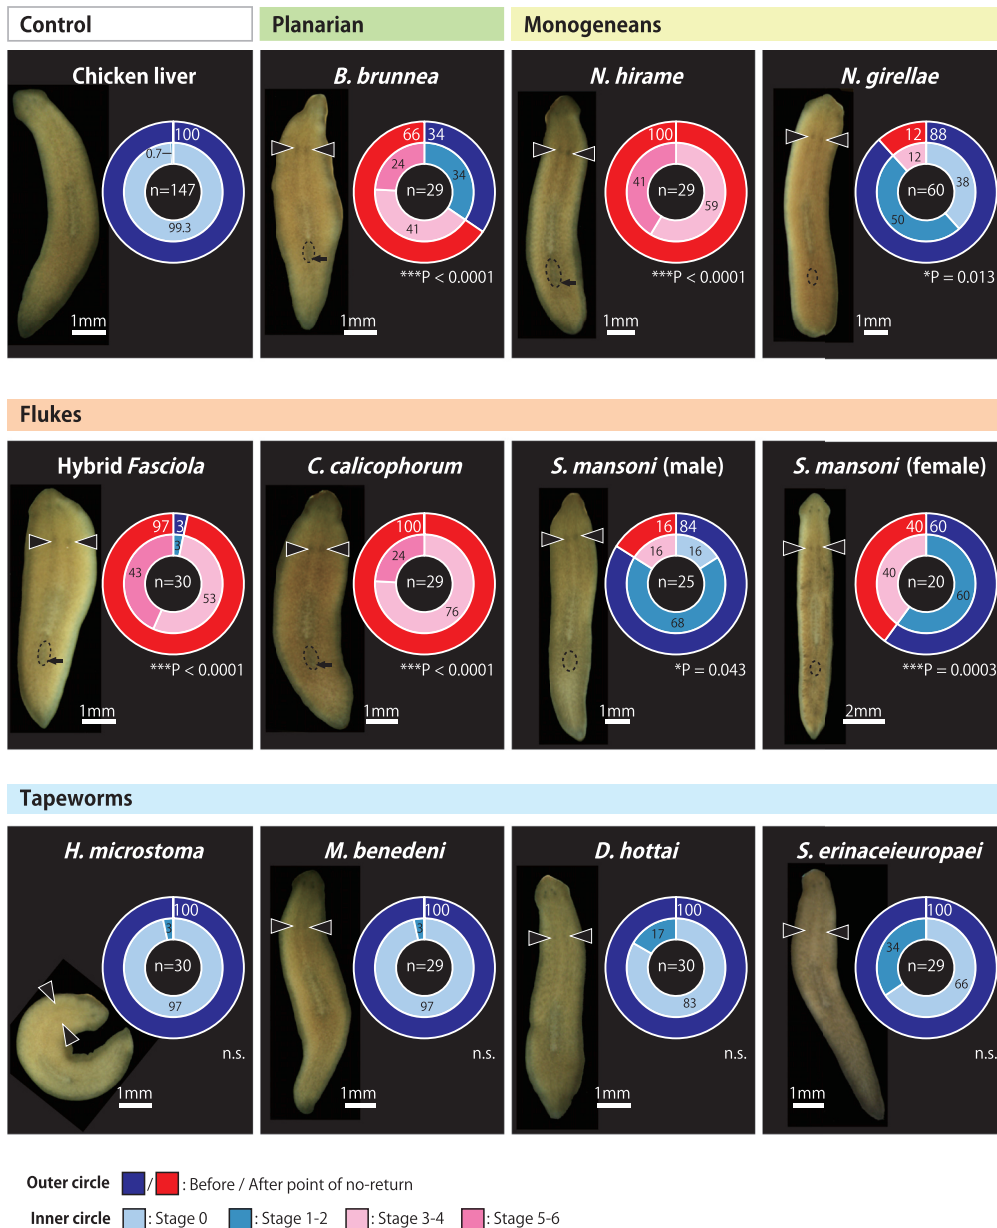 Control
Planarian
Monogeneans
Chicken liver
B. brunnea
N. hirame
N. girellae
100
0.7
n=147
99.3
1mm
66 34
24
34
n=29
41
***P < 0.0001
1mm
100
41
n=29
59
***P < 0.0001
1mm
12 88
12
38
n=60
50
*P = 0.013
1mm
Flukes
Hybrid Fasciola
C. calicophorum
S. mansoni (male)
S. mansoni (female)
97 3
3
43
n=30
53
***P < 0.0001
1mm
100
24
n=29
76
***P < 0.0001
1mm
16 84
16 16
n=25
68
*P = 0.043
1mm
40 60
40
n=20
60
***P = 0.0003
2mm
Tapeworms
H. microstoma
M. benedeni
D. hottai
S. erinaceieuropaei
100
3
n=30
97
n.s.
1mm
100
3
n=29
97
n.s.
1mm
100
17
n=30
83
n.s.
1mm
100
34
n=29
66
n.s.
1mm
Outer circle / : Before / After point of no-return
Inner circle : Stage 0 : Stage 1-2 : Stage 3-4 : Stage 5-6